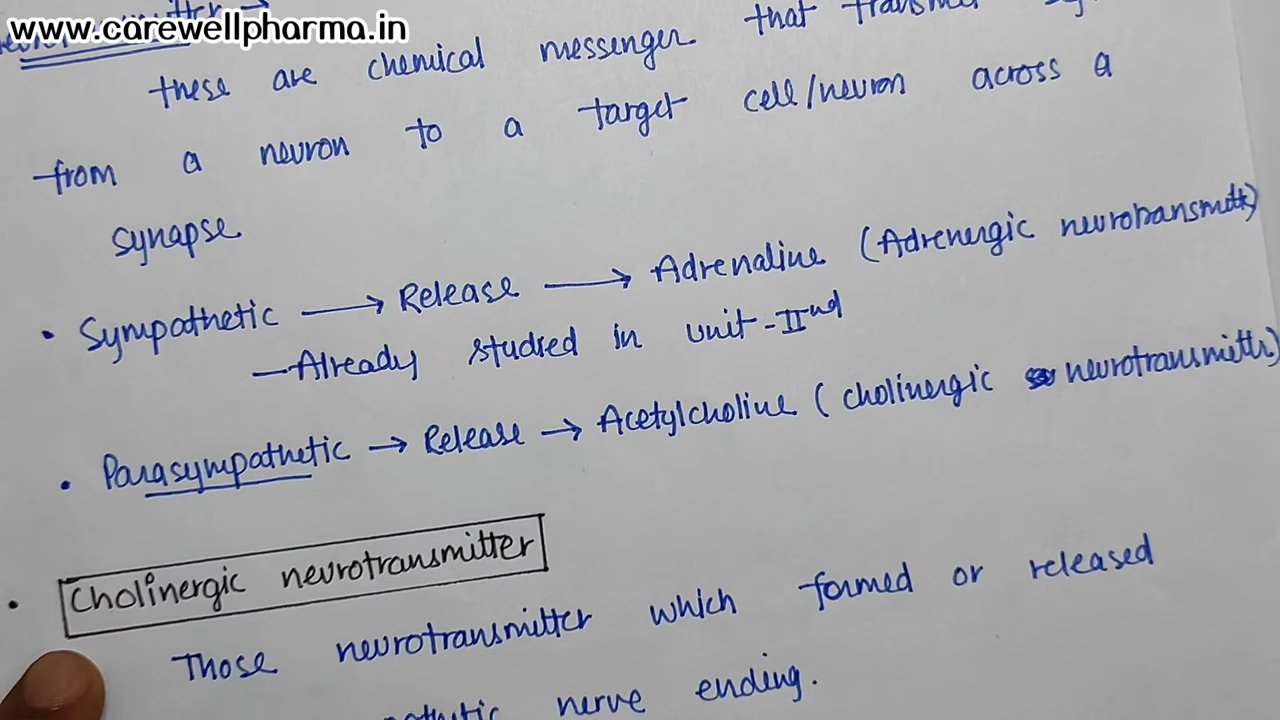 www.carewellpharma.in
these are chemical messenger that
from a neuron to a target cell/neuron across a
synapse
• Sympathetic → Release → Adrenaline (Adrenergic
— Already studied in unit-IInd
• Parasympathetic → Release → Acetylcholine (cholinergic neurotransmitter)
• Cholinergic neurotransmitter
Those neurotransmitter which formed or released
nerve ending.